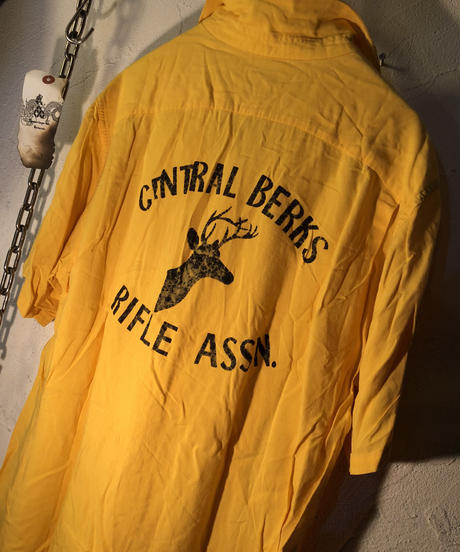 CENTRAL BERKS
RIFLE ASSN.